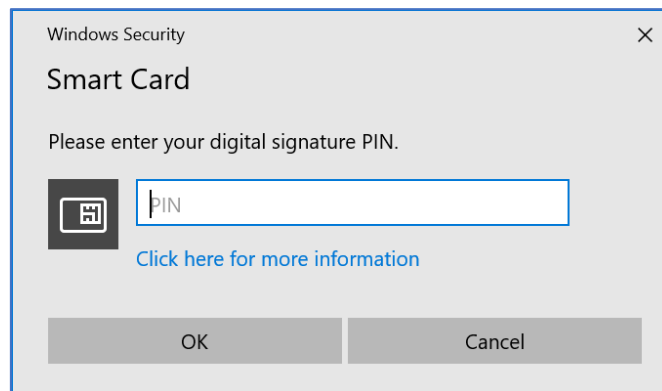 Windows Security
Smart Card
Please enter your digital signature PIN.
PIN
Click here for more information
OK
Cancel